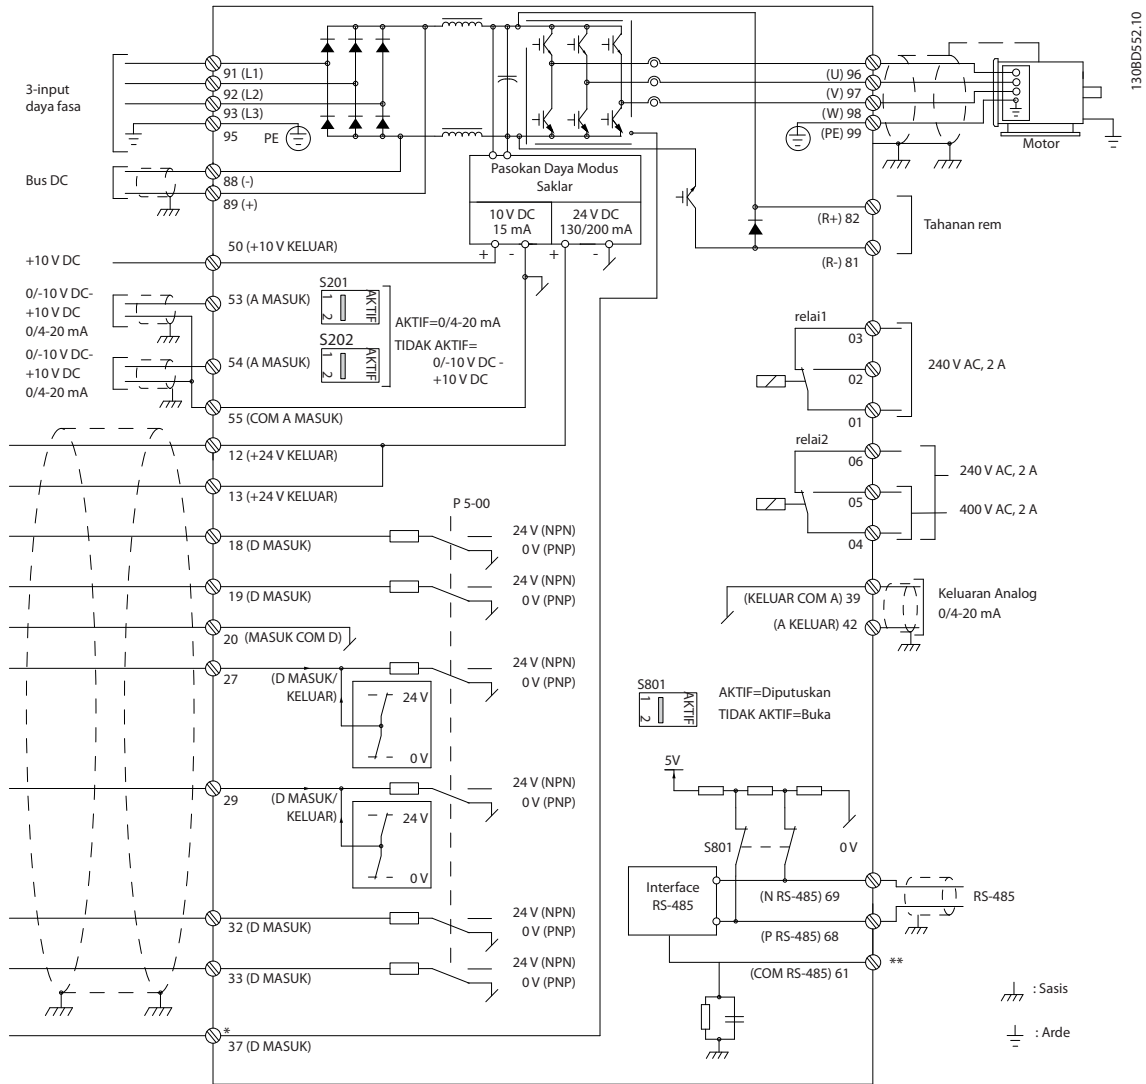 130BD552.10
3-input
daya fasa
91 (L1)
92 (L2)
93 (L3)
95
PE
Bus DC
88 (-)
89 (+)
50 (+10 V KELUAR)
+10 V DC
0/-10 V DC-
+10 V DC
0/4-20 mA
53 (A MASUK)
0/-10 V DC-
+10 V DC
0/4-20 mA
54 (A MASUK)
55 (COM A MASUK)
12 (+24 V KELUAR)
13 (+24 V KELUAR)
18 (D MASUK)
19 (D MASUK)
20 (MASUK COM D)
27
(D MASUK/
KELUAR)
24 V
0 V
29
(D MASUK/
KELUAR)
24 V
0 V
32 (D MASUK)
33 (D MASUK)
*
37 (D MASUK)
S201
1
2
AKTIF
S202
1
2
AKTIF
AKTIF=0/4-20 mA
TIDAK AKTIF=
0/-10 V DC -
+10 V DC
Pasokan Daya Modus
Saklar
10 V DC
15 mA
24 V DC
130/200 mA
+
-
+
-
P 5-00
24 V (NPN)
0 V (PNP)
24 V (NPN)
0 V (PNP)
24 V (NPN)
0 V (PNP)
24 V (NPN)
0 V (PNP)
24 V (NPN)
0 V (PNP)
24 V (NPN)
0 V (PNP)
(U) 96
(V) 97
(W) 98
(PE) 99
Motor
(R+) 82
(R-) 81
Tahanan rem
relai1
03
02
01
240 V AC, 2 A
relai2
06
05
04
240 V AC, 2 A
400 V AC, 2 A
(KELUAR COM A) 39
(A KELUAR) 42
Keluaran Analog
0/4-20 mA
S801
1
2
AKTIF
AKTIF=Diputuskan
TIDAK AKTIF=Buka
5V
S801
0 V
Interface
RS-485
(N RS-485) 69
(P RS-485) 68
(COM RS-485) 61
RS-485
**
: Sasis
: Arde